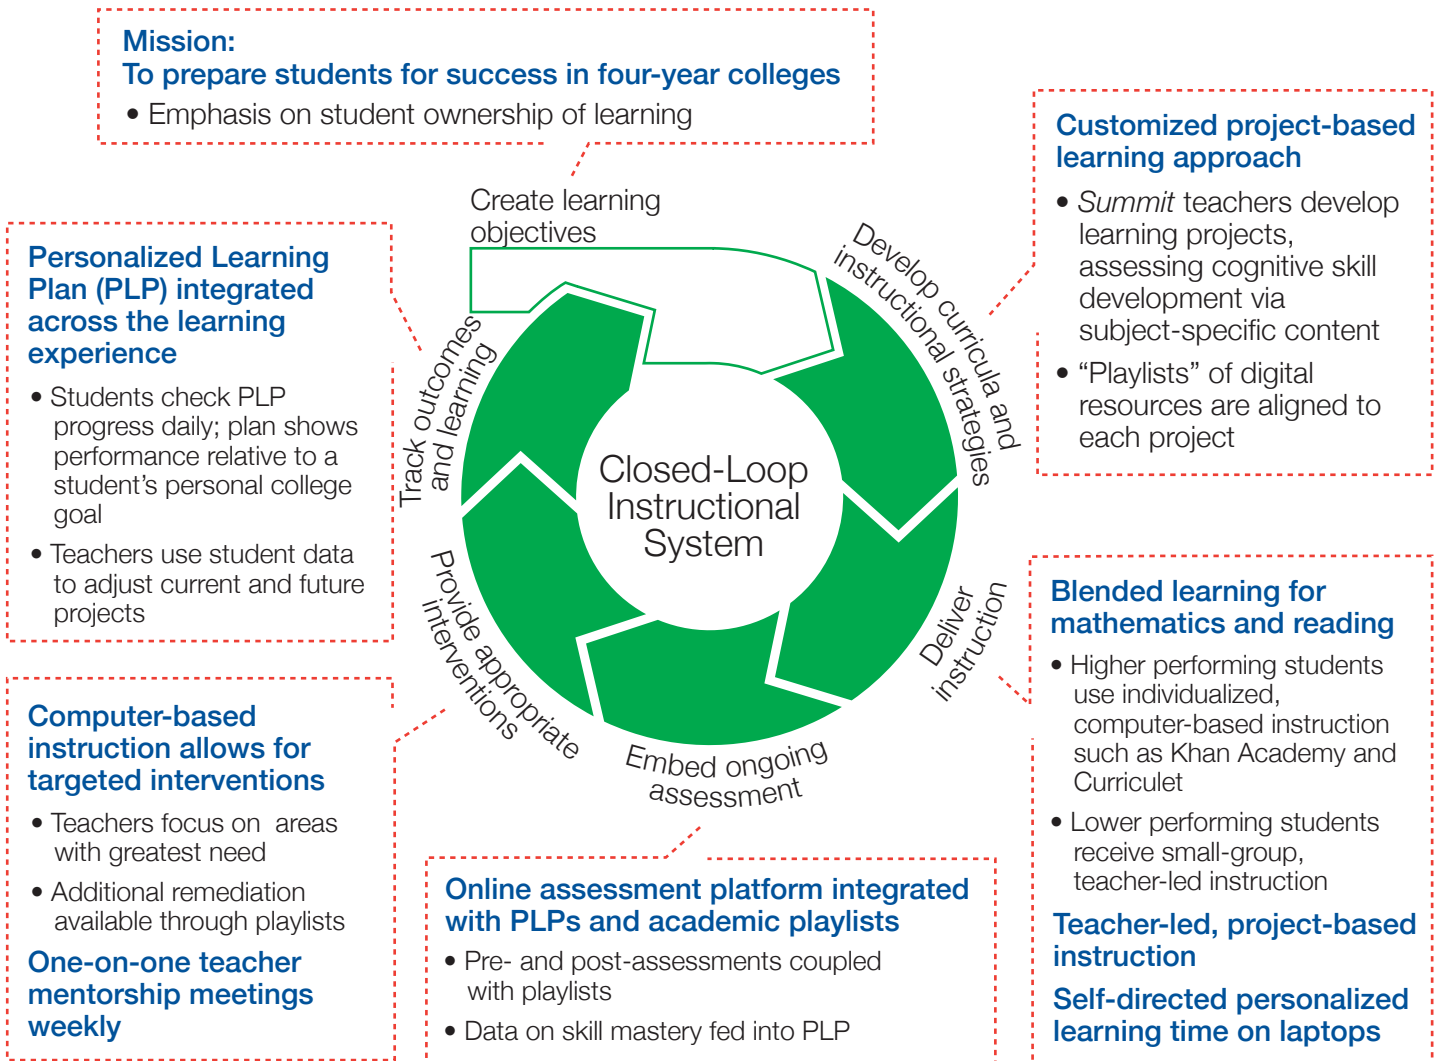 Mission:
To prepare students for success in four-year colleges
• Emphasis on student ownership of learning
Customized project-based
learning approach
• Summit teachers develop
learning projects,
assessing cognitive skill
development via
subject-specific content
• “Playlists” of digital
resources are aligned to
each project
Create learning
objectives
Develop curricula and
instructional strategies
Personalized Learning
Plan (PLP) integrated
across the learning
experience
• Students check PLP
progress daily; plan shows
performance relative to a
student’s personal college
goal
• Teachers use student data
to adjust current and future
projects
Track outcomes
and learning
Closed-Loop
Instructional
System
Deliver
instruction
Blended learning for
mathematics and reading
• Higher performing students
use individualized,
computer-based instruction
such as Khan Academy and
Curriculet
• Lower performing students
receive small-group,
teacher-led instruction
Teacher-led, project-based
instruction
Self-directed personalized
learning time on laptops
Provide appropriate
interventions
Embed ongoing
assessment
Computer-based
instruction allows for
targeted interventions
• Teachers focus on areas
with greatest need
• Additional remediation
available through playlists
One-on-one teacher
mentorship meetings
weekly
Online assessment platform integrated
with PLPs and academic playlists
• Pre- and post-assessments coupled
with playlists
• Data on skill mastery fed into PLP